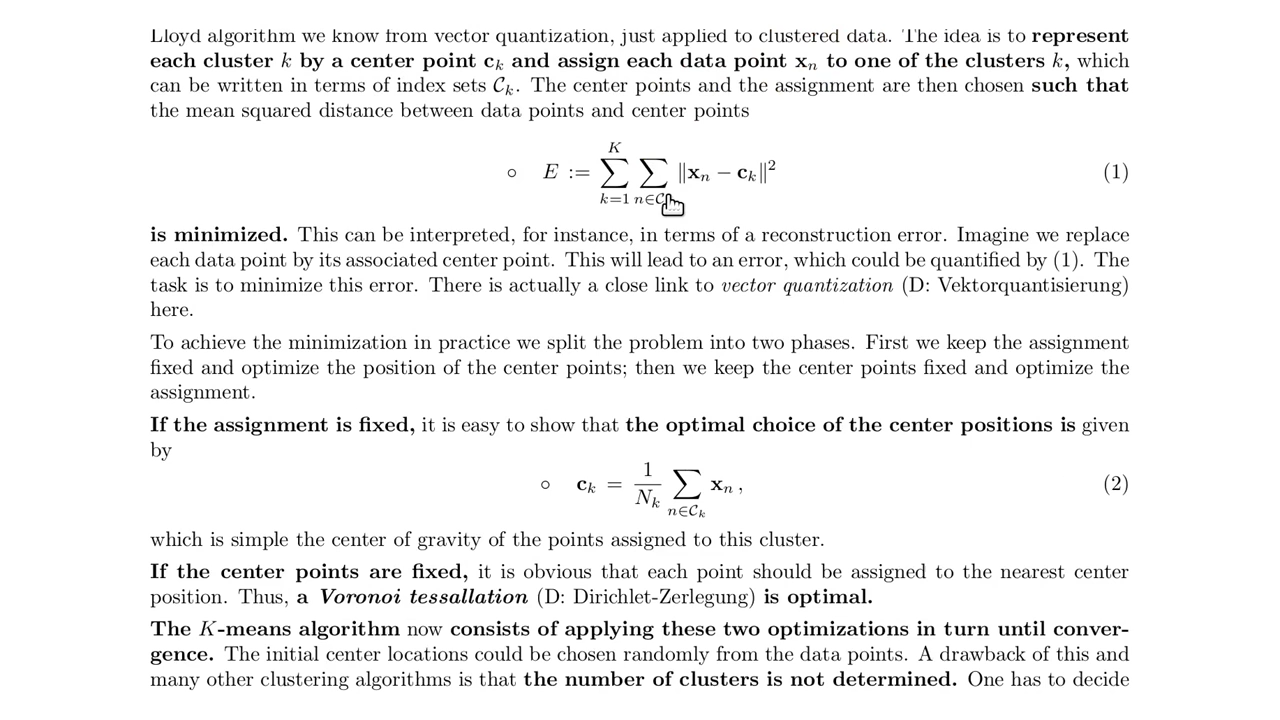 Lloyd algorithm we know from vector quantization, just applied to clustered data. The idea is to represent
each cluster k by a center point c_k and assign each data point x_n to one of the clusters k, which
can be written in terms of index sets 𝒞_k. The center points and the assignment are then chosen such that
the mean squared distance between data points and center points
◦ E := ∑_{k=1}^{K} ∑_{n∈𝒞} ‖x_n − c_k‖² (1)
is minimized. This can be interpreted, for instance, in terms of a reconstruction error. Imagine we replace
each data point by its associated center point. This will lead to an error, which could be quantified by (1). The
task is to minimize this error. There is actually a close link to vector quantization (D: Vektorquantisierung)
here.
To achieve the minimization in practice we split the problem into two phases. First we keep the assignment
fixed and optimize the position of the center points; then we keep the center points fixed and optimize the
assignment.
If the assignment is fixed, it is easy to show that the optimal choice of the center positions is given
by
◦ c_k = 1/N_k ∑_{n∈𝒞_k} x_n , (2)
which is simple the center of gravity of the points assigned to this cluster.
If the center points are fixed, it is obvious that each point should be assigned to the nearest center
position. Thus, a Voronoi tessallation (D: Dirichlet-Zerlegung) is optimal.
The K-means algorithm now consists of applying these two optimizations in turn until conver-
gence. The initial center locations could be chosen randomly from the data points. A drawback of this and
many other clustering algorithms is that the number of clusters is not determined. One has to decide